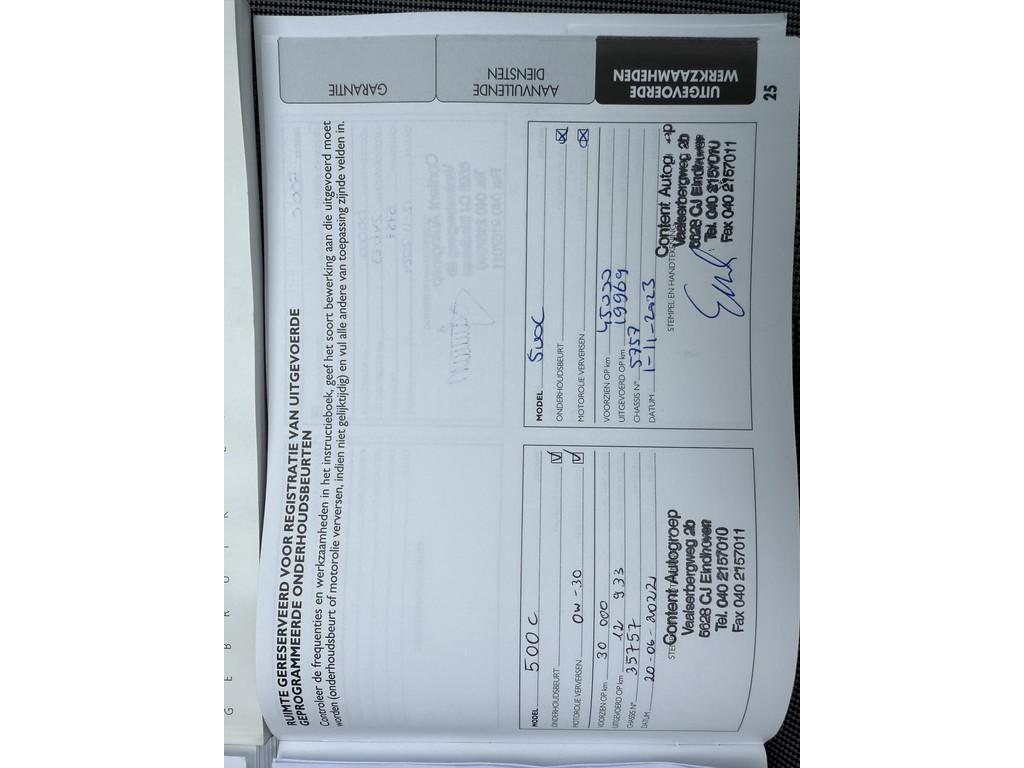 RUIMTE GERESERVEERD VOOR REGISTRATIE VAN UITGEVOERDE
GEPROGRAMMEERDE ONDERHOUDSBEURTEN
Controleer de frequenties en werkzaamheden in het instructieboek, geef het soort bewerking aan die uitgevoerd moet
worden (onderhoudsbeurt of motorolie verversen, indien niet gelijktijdig) en vul alle andere van toepassing zijnde velden in.
MODEL 500C
ONDERHOUDSBEURT
MOTOROLIE VERVERSEN 0W-30
VOORZIEN OP km 30 000
UITGEVOERD OP km 12 933
CHASSIS N° 35757
DATUM 20-06-2022
Content Autogroep
Vaalserbergweg 2b
5628 CJ Eindhoven
Tel. 040 2157010
Fax 040 2157011
MODEL 500C
ONDERHOUDSBEURT
MOTOROLIE VERVERSEN
VOORZIEN OP km 45000
UITGEVOERD OP km 19969
CHASSIS N° 5757
DATUM 1-11-2023
STEMPEL EN HANDTEKENING
Content Autog
Vaalserbergweg 2b
5628 CJ Eindhoven
Tel. 040 2157010
Fax 040 2157011
GARANTIE
AANVULLENDE
DIENSTEN
UITGEVOERDE
WERKZAAMHEDEN
25
G E B R U I K